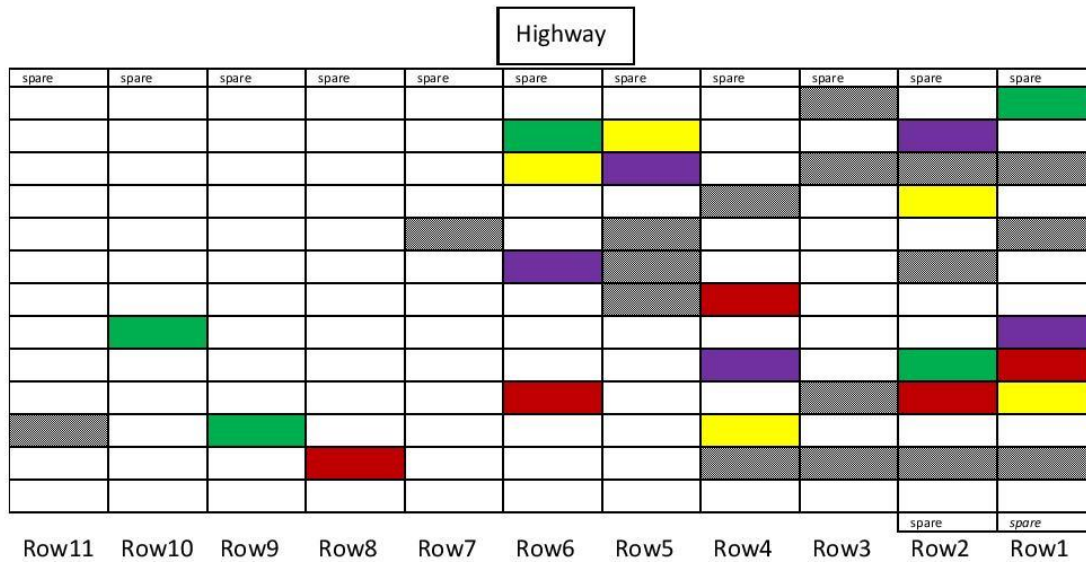 Highway
spare spare spare spare spare spare spare spare spare spare spare
spare spare
Row11 Row10 Row9 Row8 Row7 Row6 Row5 Row4 Row3 Row2 Row1